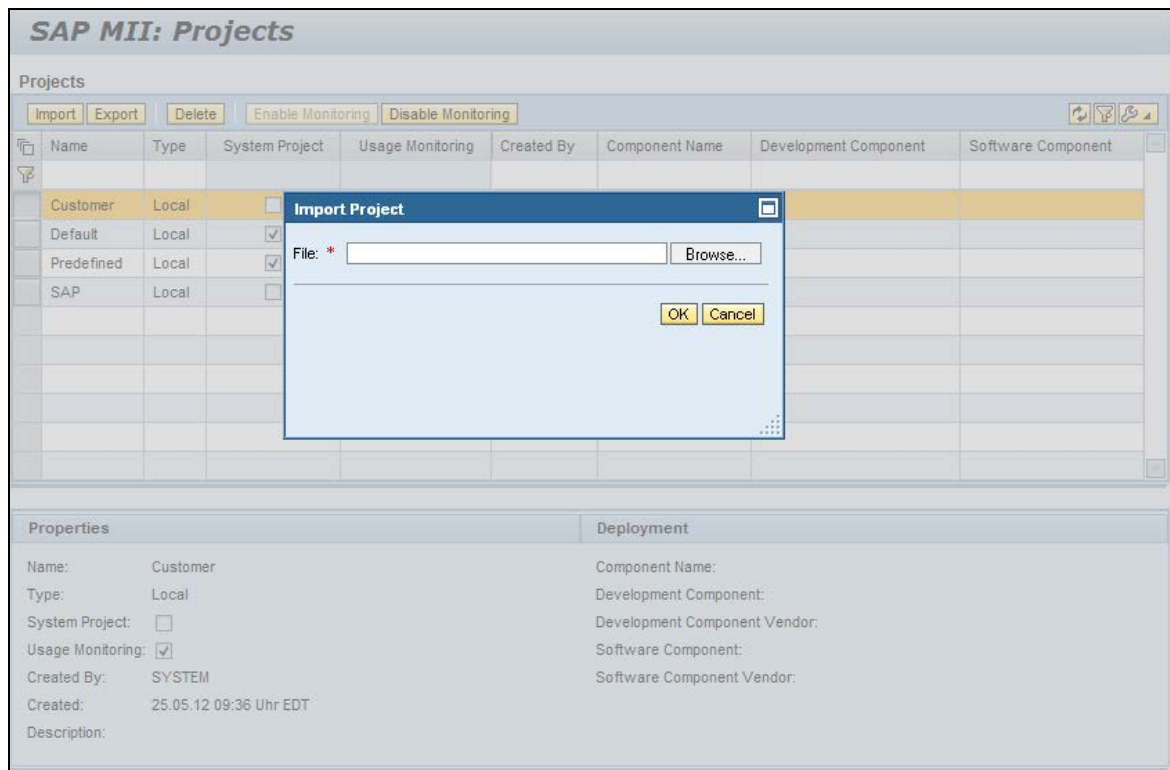 SAP MII: Projects
Projects
Import Export Delete Enable Monitoring Disable Monitoring
Name Type System Project Usage Monitoring Created By Component Name Development Component Software Component
Customer Local
Default Local
Predefined Local
SAP Local
Import Project
File: * Browse...
OK Cancel
Properties Deployment
Name: Customer Component Name:
Type: Local Development Component:
System Project: Development Component Vendor:
Usage Monitoring: Software Component:
Created By: SYSTEM Software Component Vendor:
Created: 25.05.12 09:36 Uhr EDT
Description: